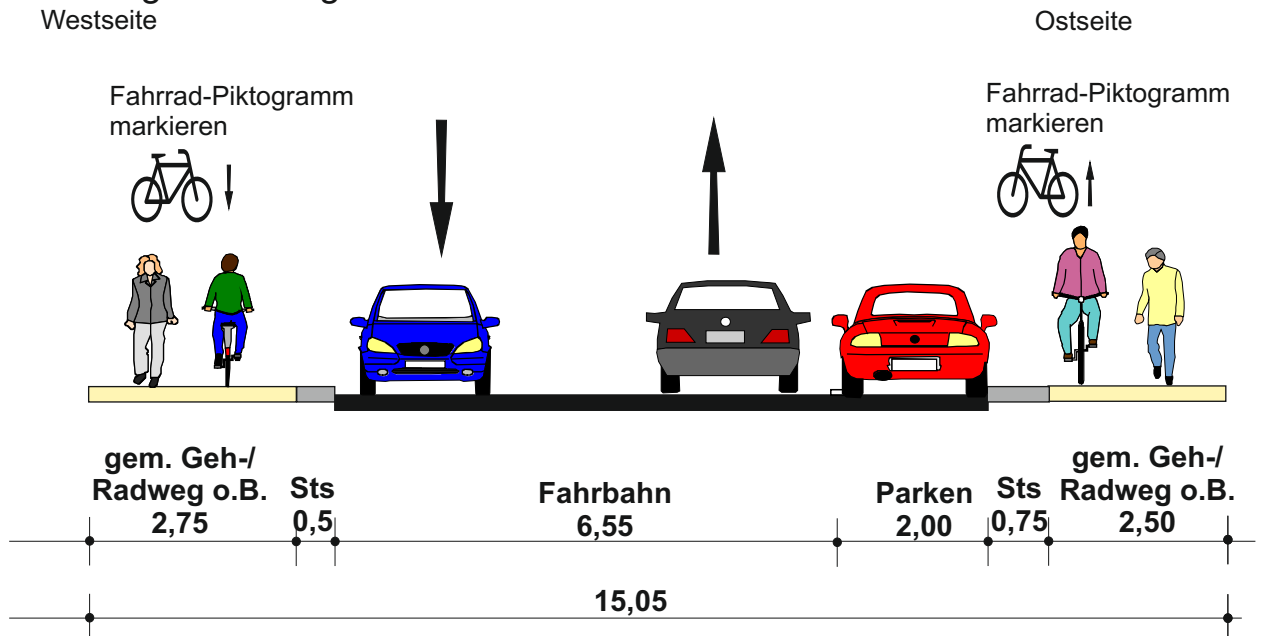 Westseite
Ostseite
Fahrrad-Piktogramm
markieren
Fahrrad-Piktogramm
markieren
gem. Geh-/
Radweg o.B.
2,75
Sts
0,5
Fahrbahn
6,55
Parken
2,00
Sts
0,75
gem. Geh-/
Radweg o.B.
2,50
15,05